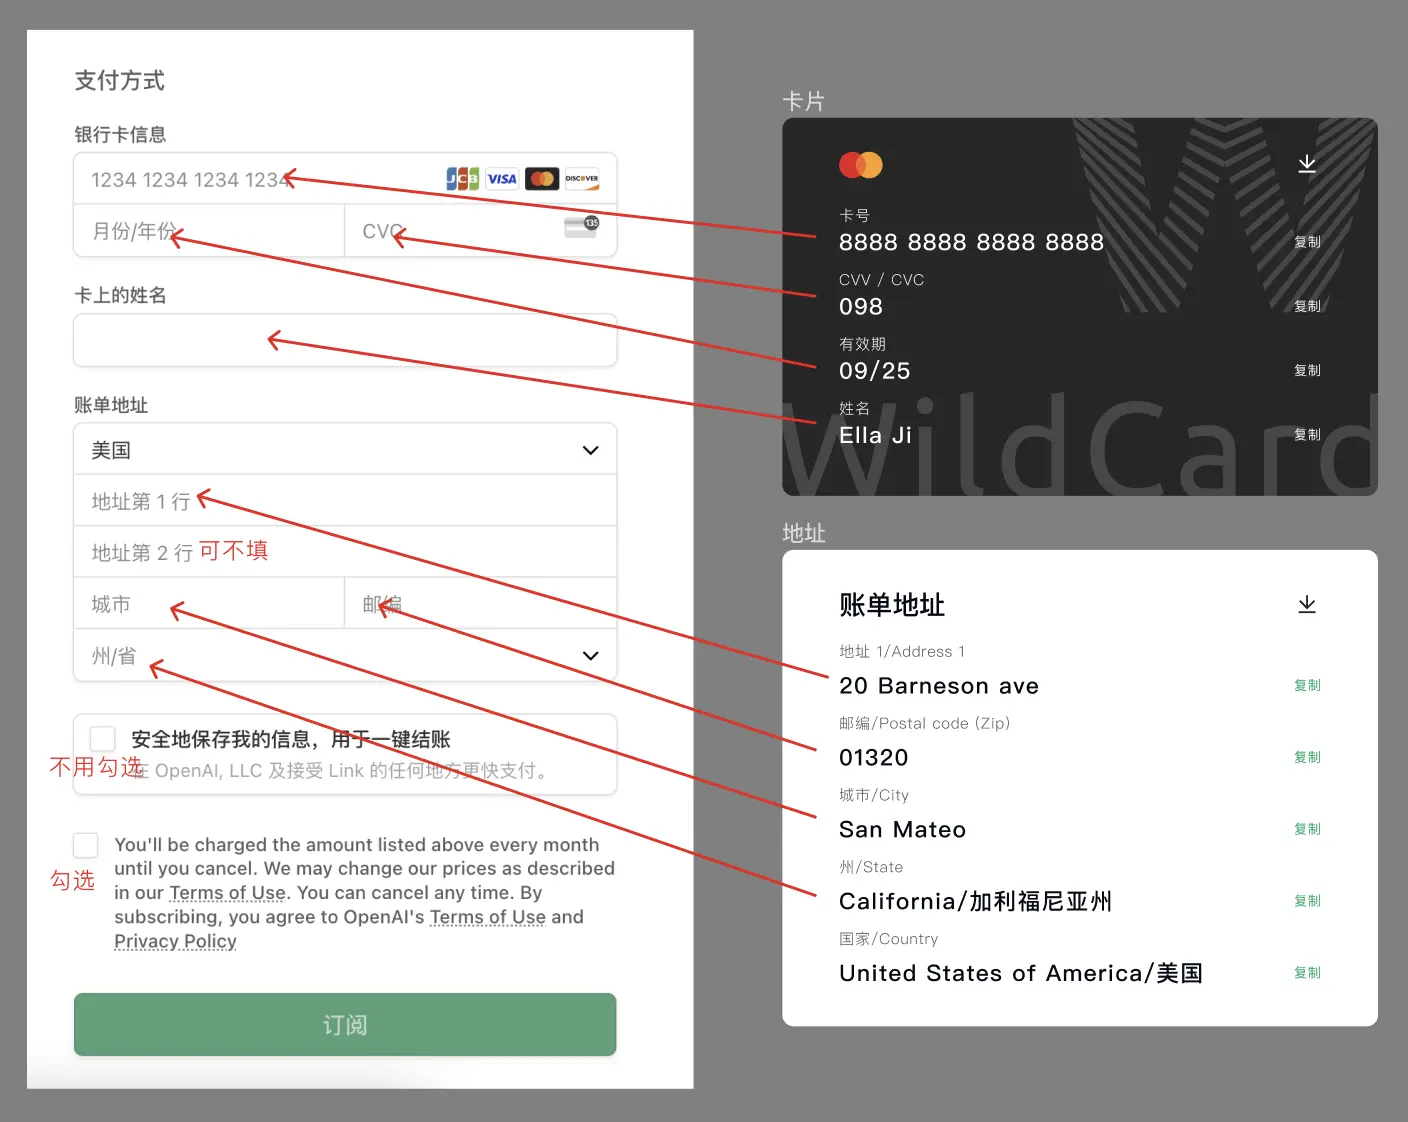 支付方式
银行卡信息
1234 1234 1234 1234
JCB VISA DISCOVER
月份/年份
CVC
135
卡上的姓名
账单地址
美国
地址第 1 行
地址第 2 行 可不填
城市
邮编
州/省
安全地保存我的信息，用于一键结账
不用勾选
在 OpenAI, LLC 及接受 Link 的任何地方更快支付。
勾选
You'll be charged the amount listed above every month
until you cancel. We may change our prices as described
in our Terms of Use. You can cancel any time. By
subscribing, you agree to OpenAI's Terms of Use and
Privacy Policy
订阅
卡片
卡号
8888 8888 8888 8888
复制
CVV / CVC
098
复制
有效期
09/25
复制
姓名
Ella Ji
复制
WildCard
地址
账单地址
地址 1/Address 1
20 Barneson ave
复制
邮编/Postal code (Zip)
01320
复制
城市/City
San Mateo
复制
州/State
California/加利福尼亚州
复制
国家/Country
United States of America/美国
复制